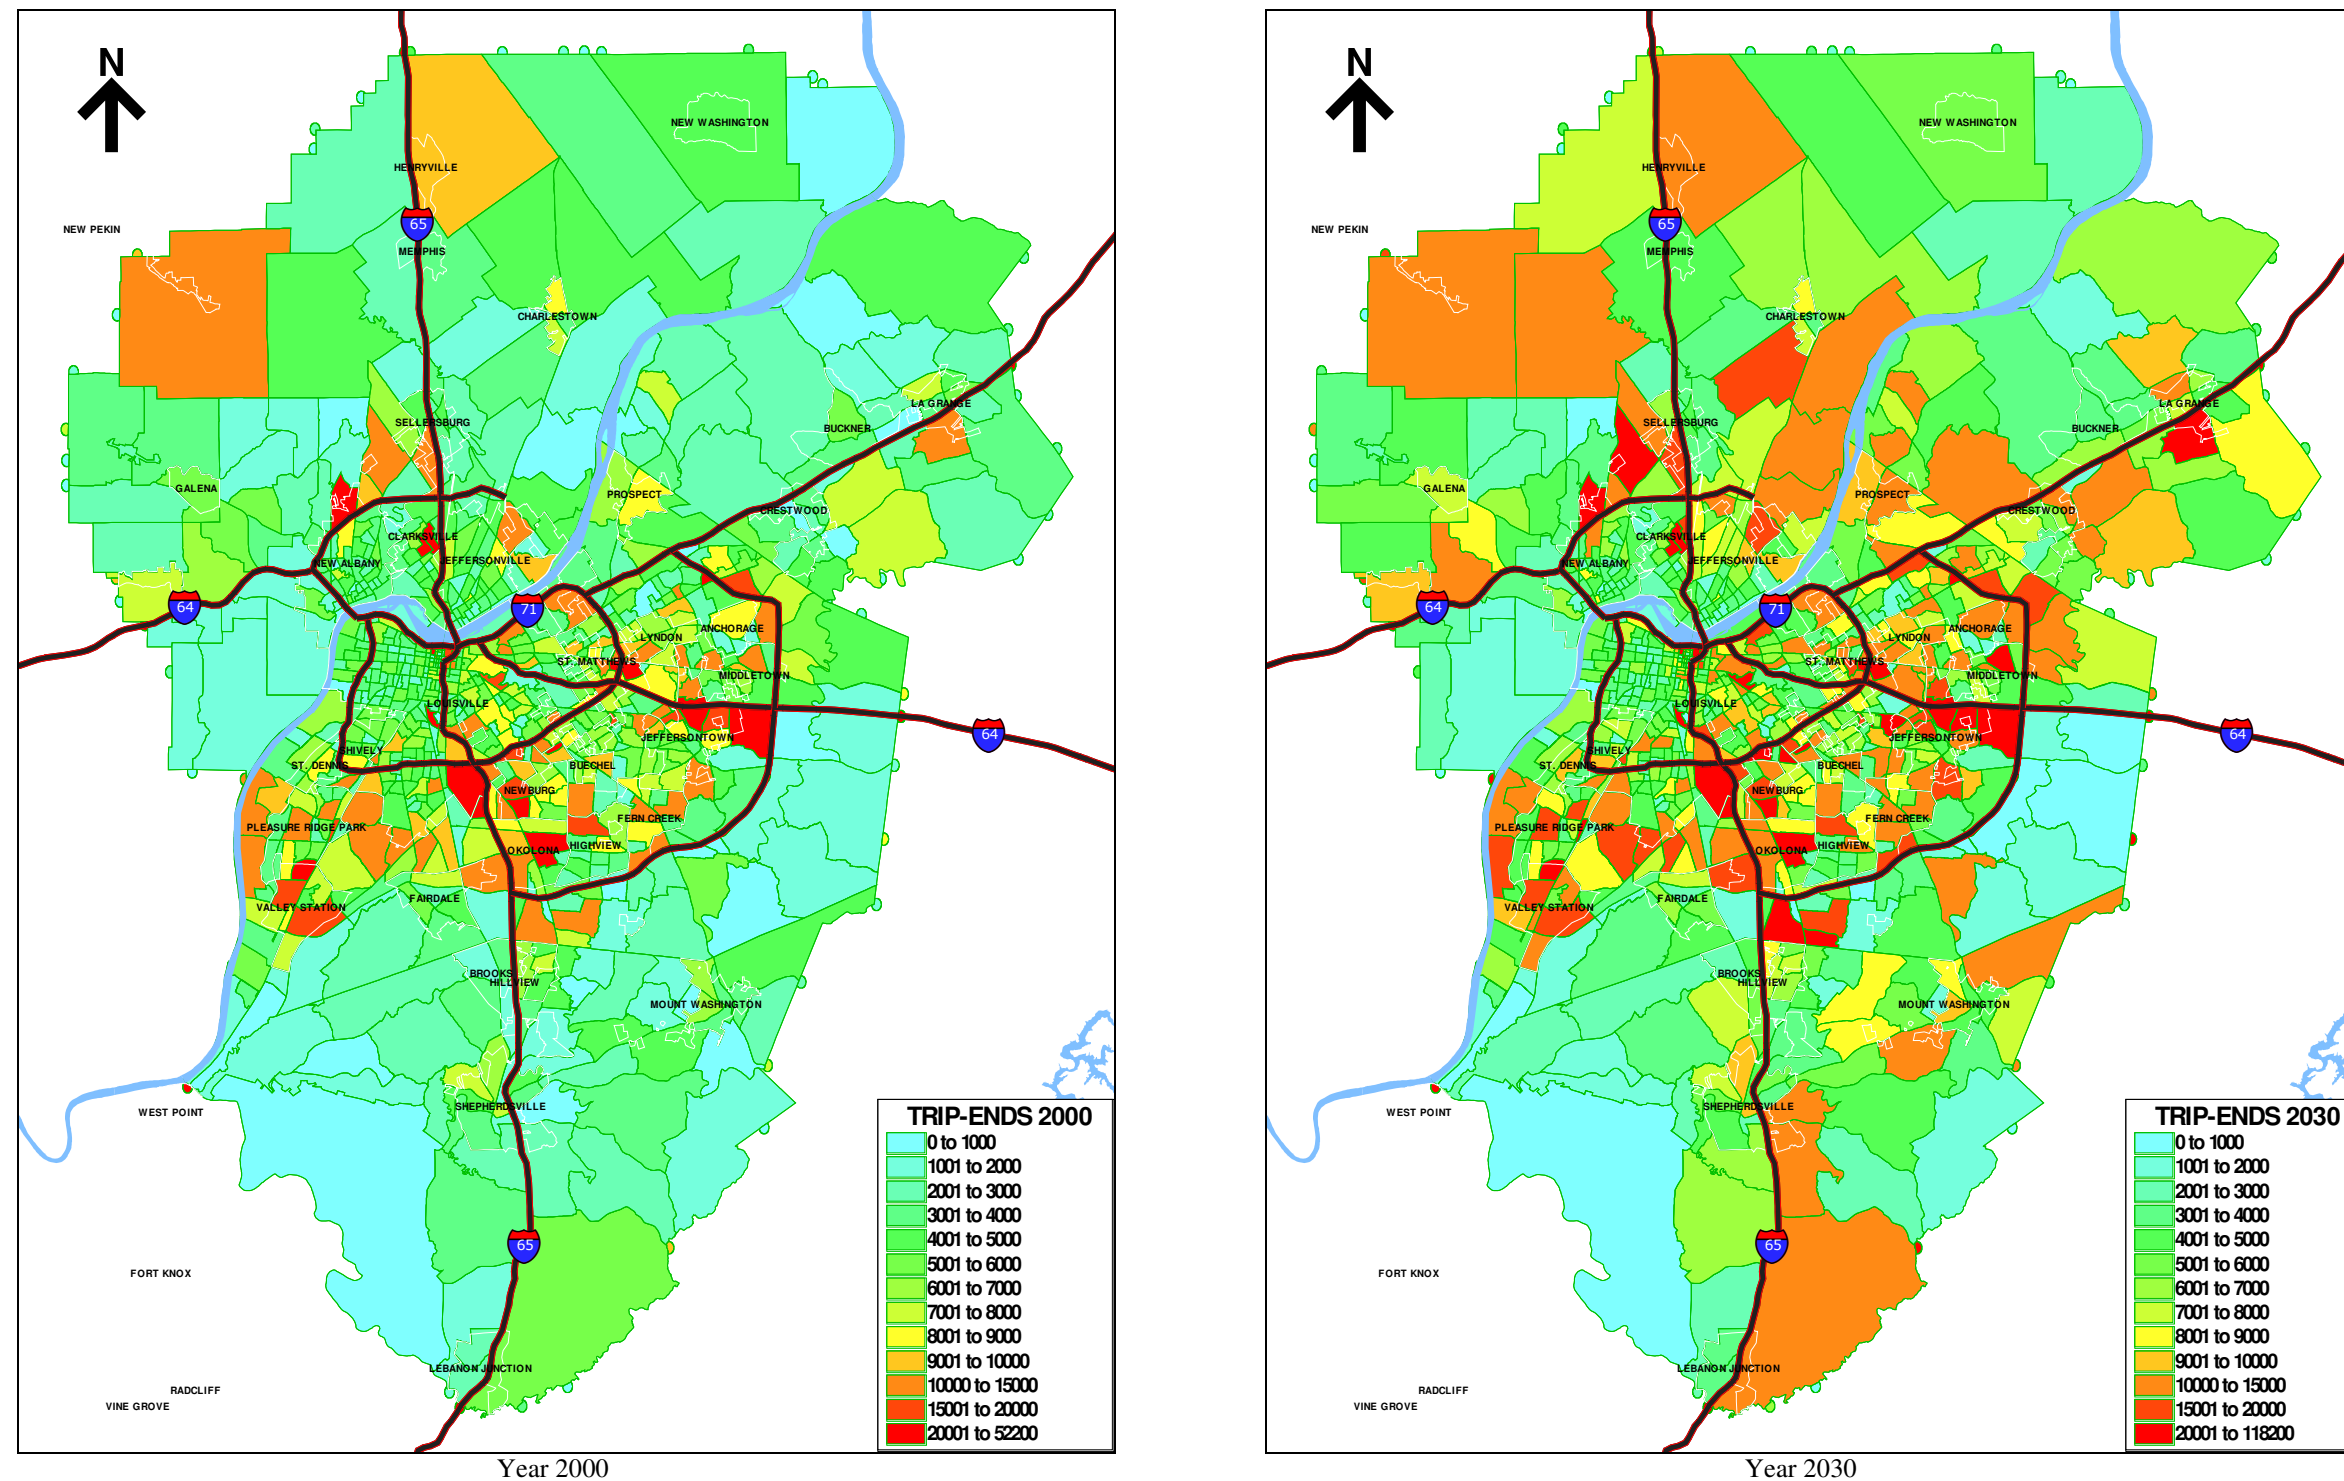 N
NEW WASHINGTON
HENRYVILLE
65
NEW PEKIN
MEMPHIS
CHARLESTOWN
LA GRANGE
SELLERSBURG
BUCKNER
GALENA
PROSPECT
CRESTWOOD
CLARKSVILLE
NEW ALBANY
JEFFERSONVILLE
64
71
ANCHORAGE
LYNDON
ST. MATTHEWS
MIDDLETOWN
LOUISVILLE
64
JEFFERSONTOWN
SHIVELY
ST. DENNIS
BUECHEL
NEWBURG
FERN CREEK
PLEASURE RIDGE PARK
OKOLONA
HIGHVIEW
FAIRDALE
VALLEY STATION
BROOKS
HILLVIEW
MOUNT WASHINGTON
SHEPHERDSVILLE
WEST POINT
65
FORT KNOX
LEBANON JUNCTION
RADCLIFF
VINE GROVE
TRIP-ENDS 2000
0 to 1000
1001 to 2000
2001 to 3000
3001 to 4000
4001 to 5000
5001 to 6000
6001 to 7000
7001 to 8000
8001 to 9000
9001 to 10000
10000 to 15000
15001 to 20000
20001 to 52200
Year 2000
N
NEW WASHINGTON
HENRYVILLE
65
NEW PEKIN
MEMPHIS
CHARLESTOWN
LA GRANGE
SELLERSBURG
BUCKNER
GALENA
PROSPECT
CRESTWOOD
CLARKSVILLE
NEW ALBANY
JEFFERSONVILLE
64
71
ANCHORAGE
LYNDON
ST. MATTHEWS
MIDDLETOWN
LOUISVILLE
64
JEFFERSONTOWN
SHIVELY
ST. DENNIS
BUECHEL
NEWBURG
FERN CREEK
PLEASURE RIDGE PARK
OKOLONA
HIGHVIEW
FAIRDALE
VALLEY STATION
BROOKS
HILLVIEW
MOUNT WASHINGTON
SHEPHERDSVILLE
WEST POINT
65
FORT KNOX
LEBANON JUNCTION
RADCLIFF
VINE GROVE
TRIP-ENDS 2030
0 to 1000
1001 to 2000
2001 to 3000
3001 to 4000
4001 to 5000
5001 to 6000
6001 to 7000
7001 to 8000
8001 to 9000
9001 to 10000
10000 to 15000
15001 to 20000
20001 to 118200
Year 2030